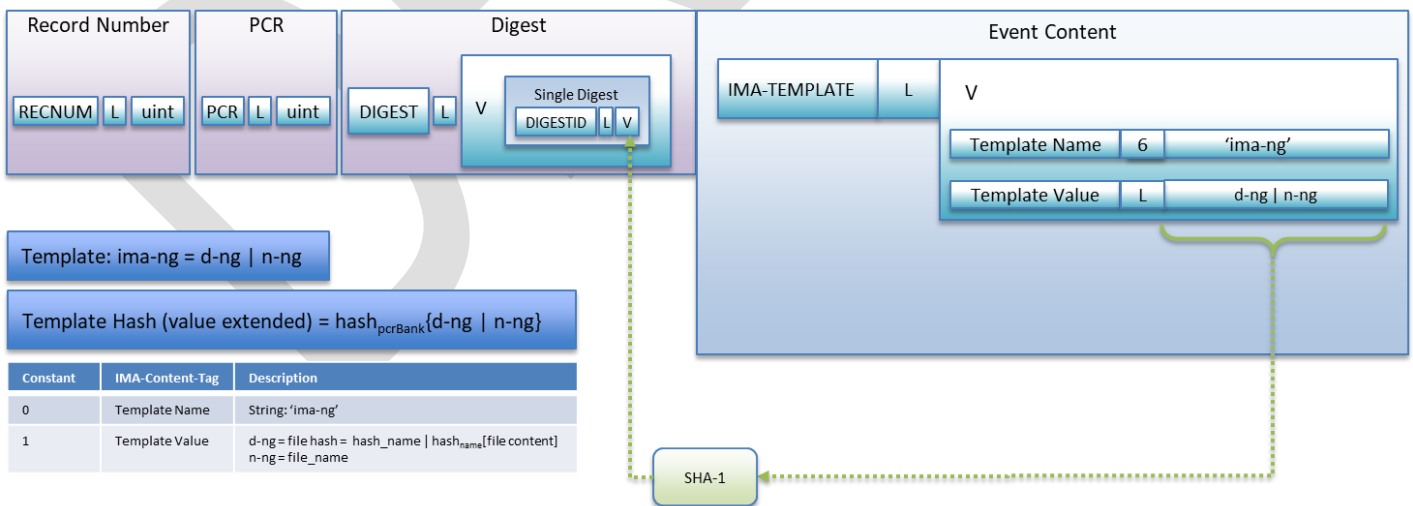 Record Number
PCR
Digest
Event Content
RECNUM L uint
PCR L uint
DIGEST L
V
Single Digest
DIGESTID L V
IMA-TEMPLATE L
V
Template Name 6 ‘ima-ng’
Template Value L d-ng | n-ng
Template: ima-ng = d-ng | n-ng
Template Hash (value extended) = hashpcrBank{d-ng | n-ng}
Constant IMA-Content-Tag Description
0 Template Name String: ‘ima-ng’
1 Template Value d-ng = file hash = hash_name | hashname[file content]
n-ng = file_name
SHA-1